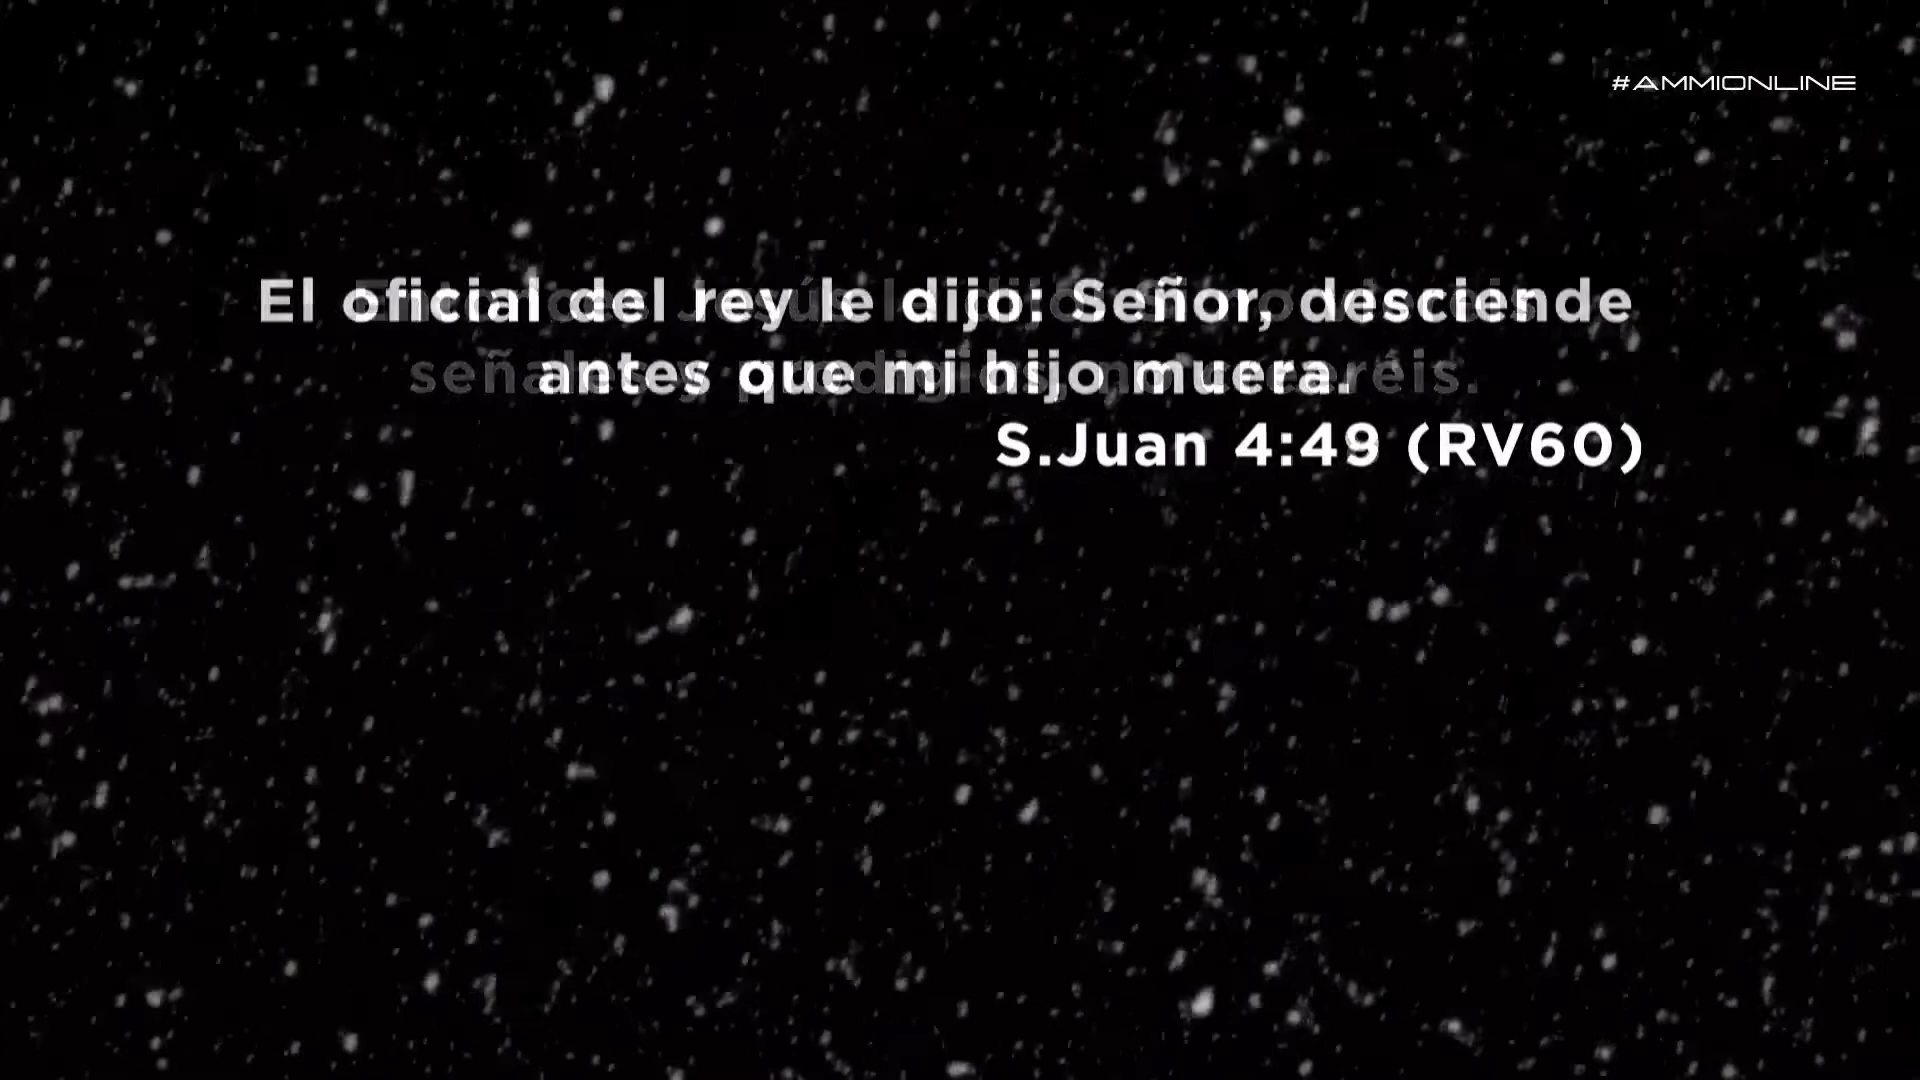 #AMMIONLINE
El oficial del rey le dijo: Señor, desciende
antes que mi hijo muera.
S.Juan 4:49 (RV60)